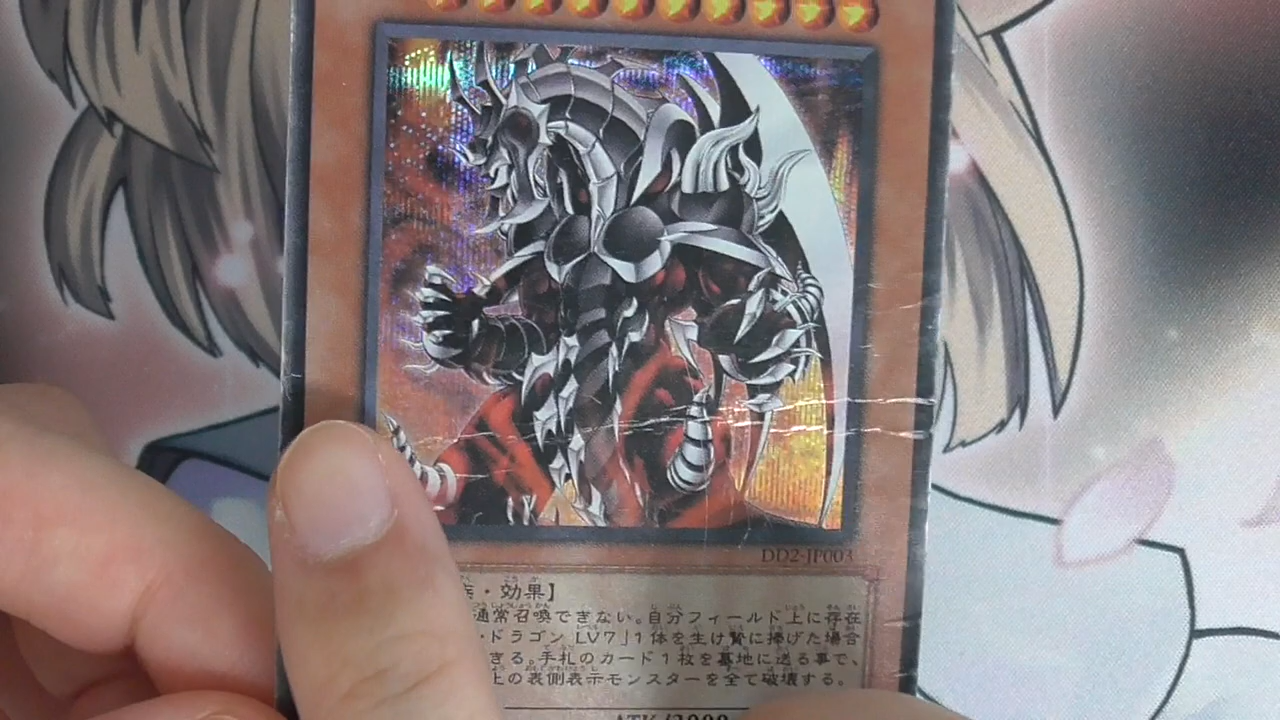 DD2-JP003
族・効果】
通常召喚できない。自分フィールド上に存在
・ドラゴン LV7」1体を生け贄に捧げた場合
きる。手札のカード1枚を墓地に送る事で、
上の表側表示モンスターを全て破壊する。
ATK/3000